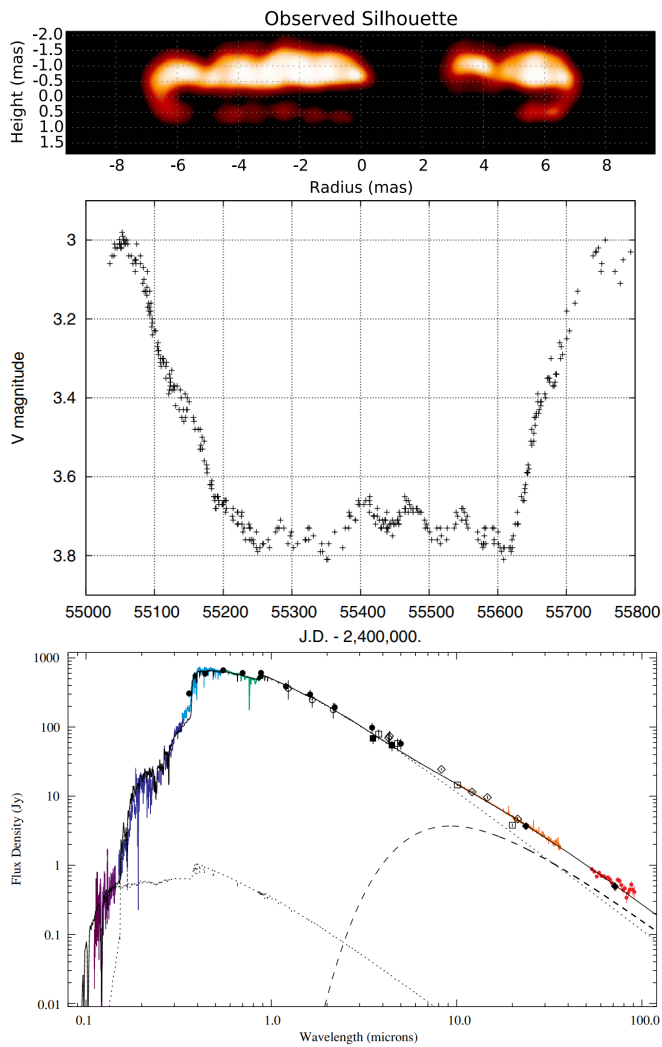 Observed Silhouette
-2.0
-1.5
-1.0
-0.5
0.0
0.5
1.0
1.5
Height (mas)
-8 -6 -4 -2 0 2 4 6 8
Radius (mas)
3
3.2
3.4
3.6
3.8
V magnitude
55000 55100 55200 55300 55400 55500 55600 55700 55800
J.D. - 2,400,000.
1000
100
10
1
0.1
0.01
Flux Density (Jy)
0.1 1.0 10.0 100.0
Wavelength (microns)